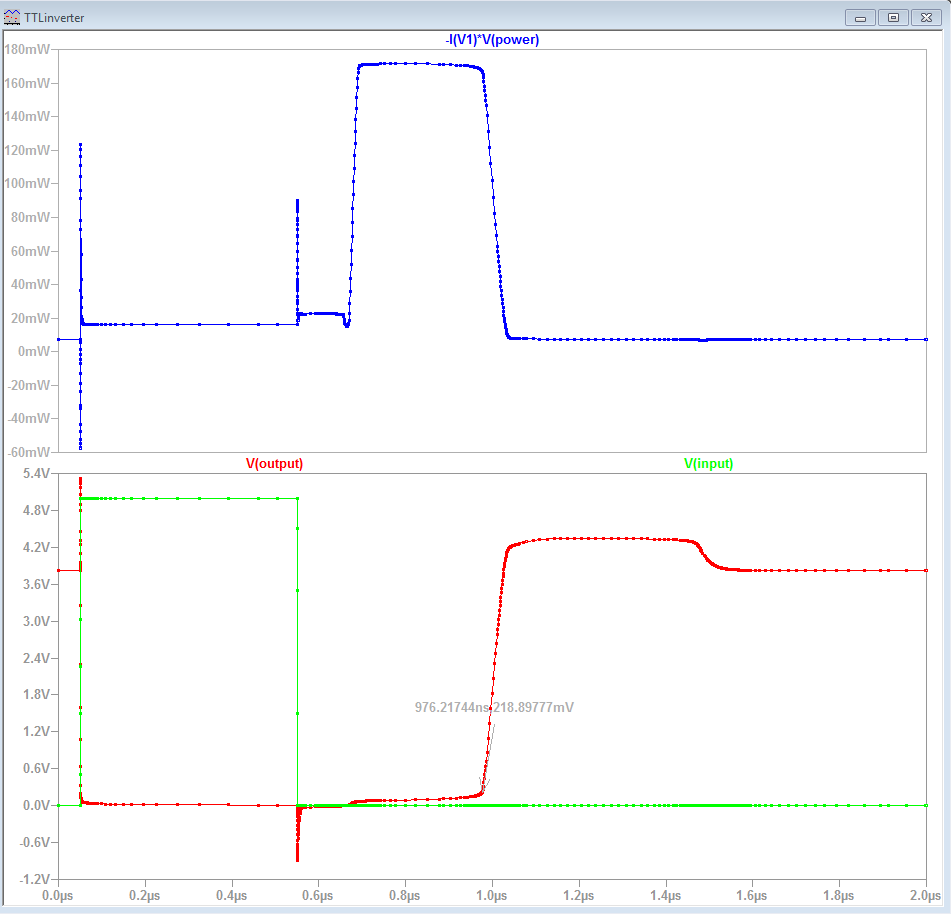 TTLinverter
-I(V1)*V(power)
180mW
160mW
140mW
120mW
100mW
80mW
60mW
40mW
20mW
0mW
-20mW
-40mW
-60mW
V(output) V(input)
5.4V
4.8V
4.2V
3.6V
3.0V
2.4V
1.8V
976.21744ns 218.89777mV
1.2V
0.6V
0.0V
-0.6V
-1.2V
0.0µs 0.2µs 0.4µs 0.6µs 0.8µs 1.0µs 1.2µs 1.4µs 1.6µs 1.8µs 2.0µs